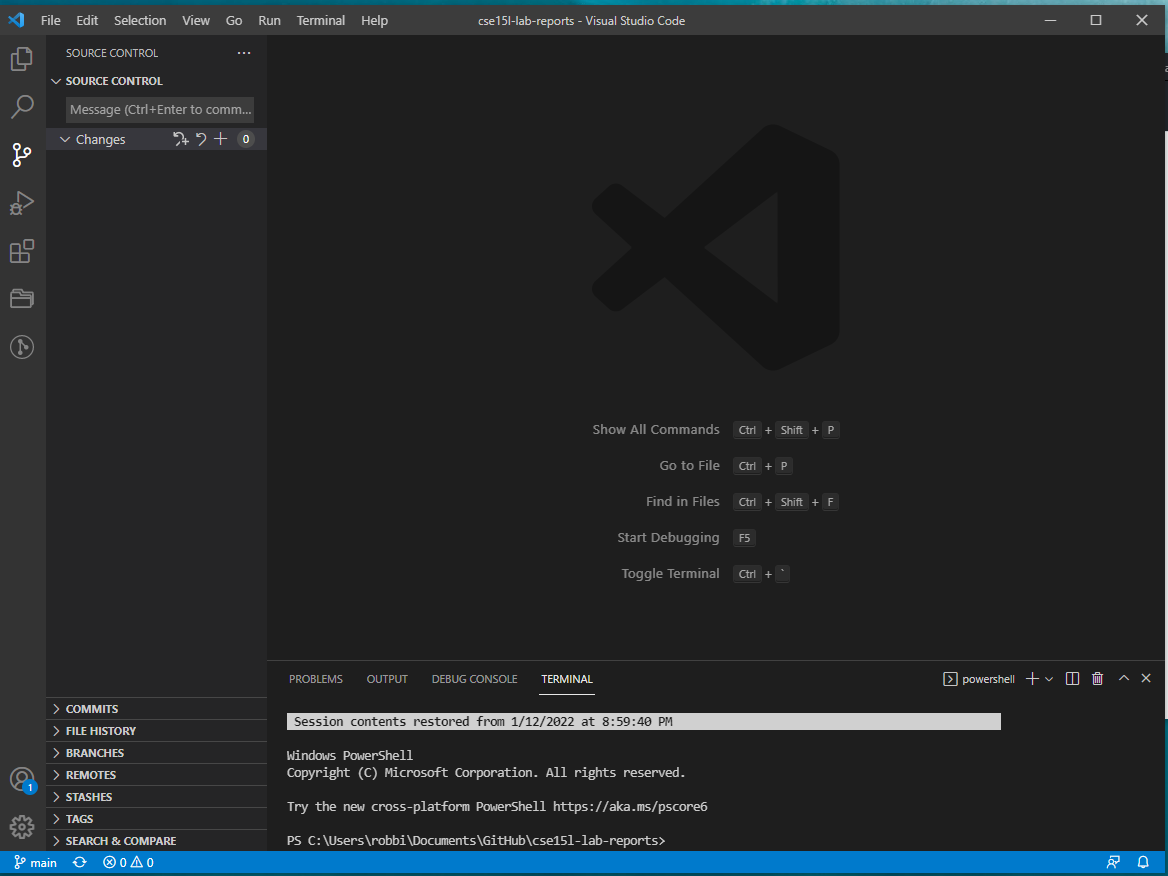 File Edit Selection View Go Run Terminal Help cse15l-lab-reports - Visual Studio Code
SOURCE CONTROL
SOURCE CONTROL
Message (Ctrl+Enter to comm...
Changes 0
Show All Commands Ctrl + Shift + P
Go to File Ctrl + P
Find in Files Ctrl + Shift + F
Start Debugging F5
Toggle Terminal Ctrl + `
COMMITS
FILE HISTORY
BRANCHES
REMOTES
STASHES
TAGS
SEARCH & COMPARE
1
PROBLEMS OUTPUT DEBUG CONSOLE TERMINAL powershell
Session contents restored from 1/12/2022 at 8:59:40 PM
Windows PowerShell
Copyright (C) Microsoft Corporation. All rights reserved.
Try the new cross-platform PowerShell https://aka.ms/pscore6
PS C:\Users\robbi\Documents\GitHub\cse15l-lab-reports>
main 0 0